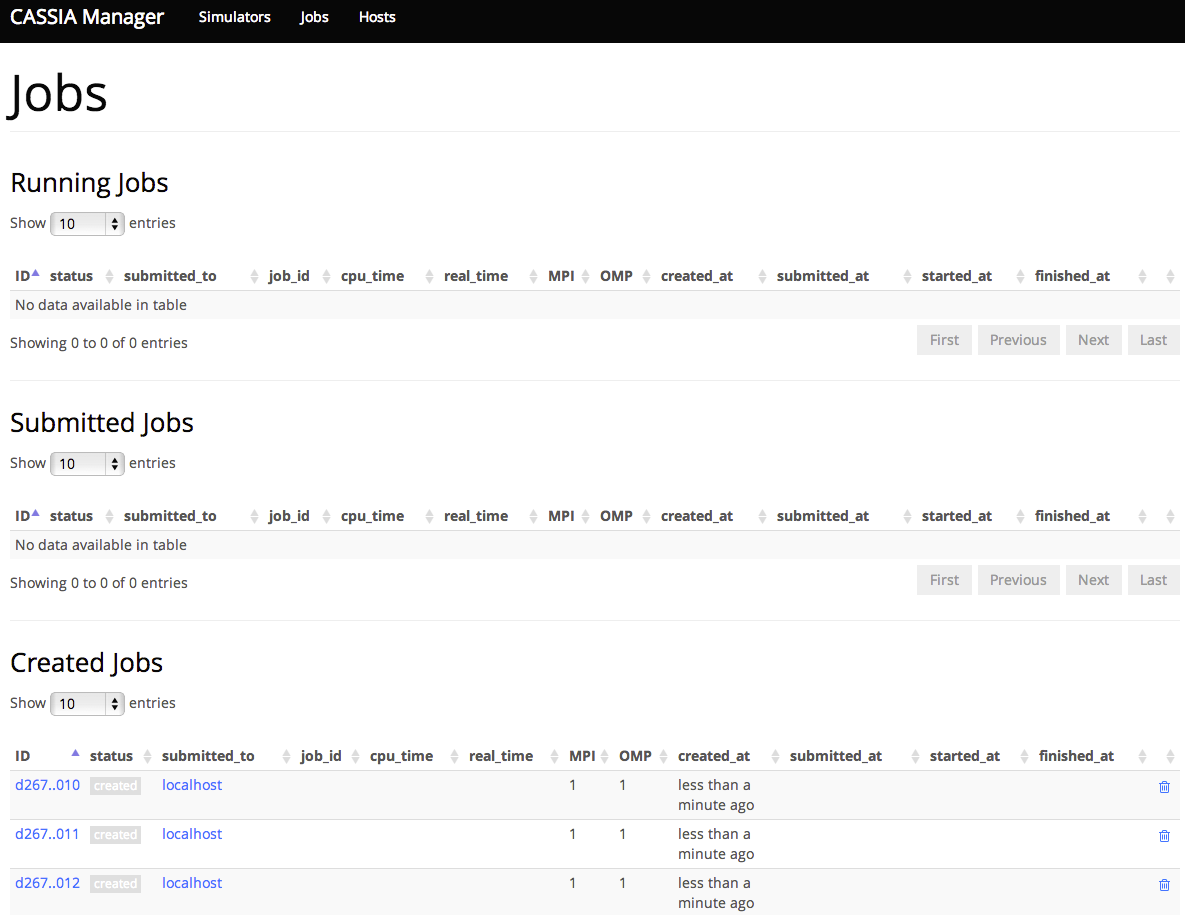 CASSIA Manager Simulators Jobs Hosts
Jobs
Running Jobs
Show 10 entries
ID status submitted_to job_id cpu_time real_time MPI OMP created_at submitted_at started_at finished_at
No data available in table
Showing 0 to 0 of 0 entries First Previous Next Last
Submitted Jobs
Show 10 entries
ID status submitted_to job_id cpu_time real_time MPI OMP created_at submitted_at started_at finished_at
No data available in table
Showing 0 to 0 of 0 entries First Previous Next Last
Created Jobs
Show 10 entries
ID status submitted_to job_id cpu_time real_time MPI OMP created_at submitted_at started_at finished_at
d267..010 created localhost 1 1 less than a
minute ago
d267..011 created localhost 1 1 less than a
minute ago
d267..012 created localhost 1 1 less than a
minute ago